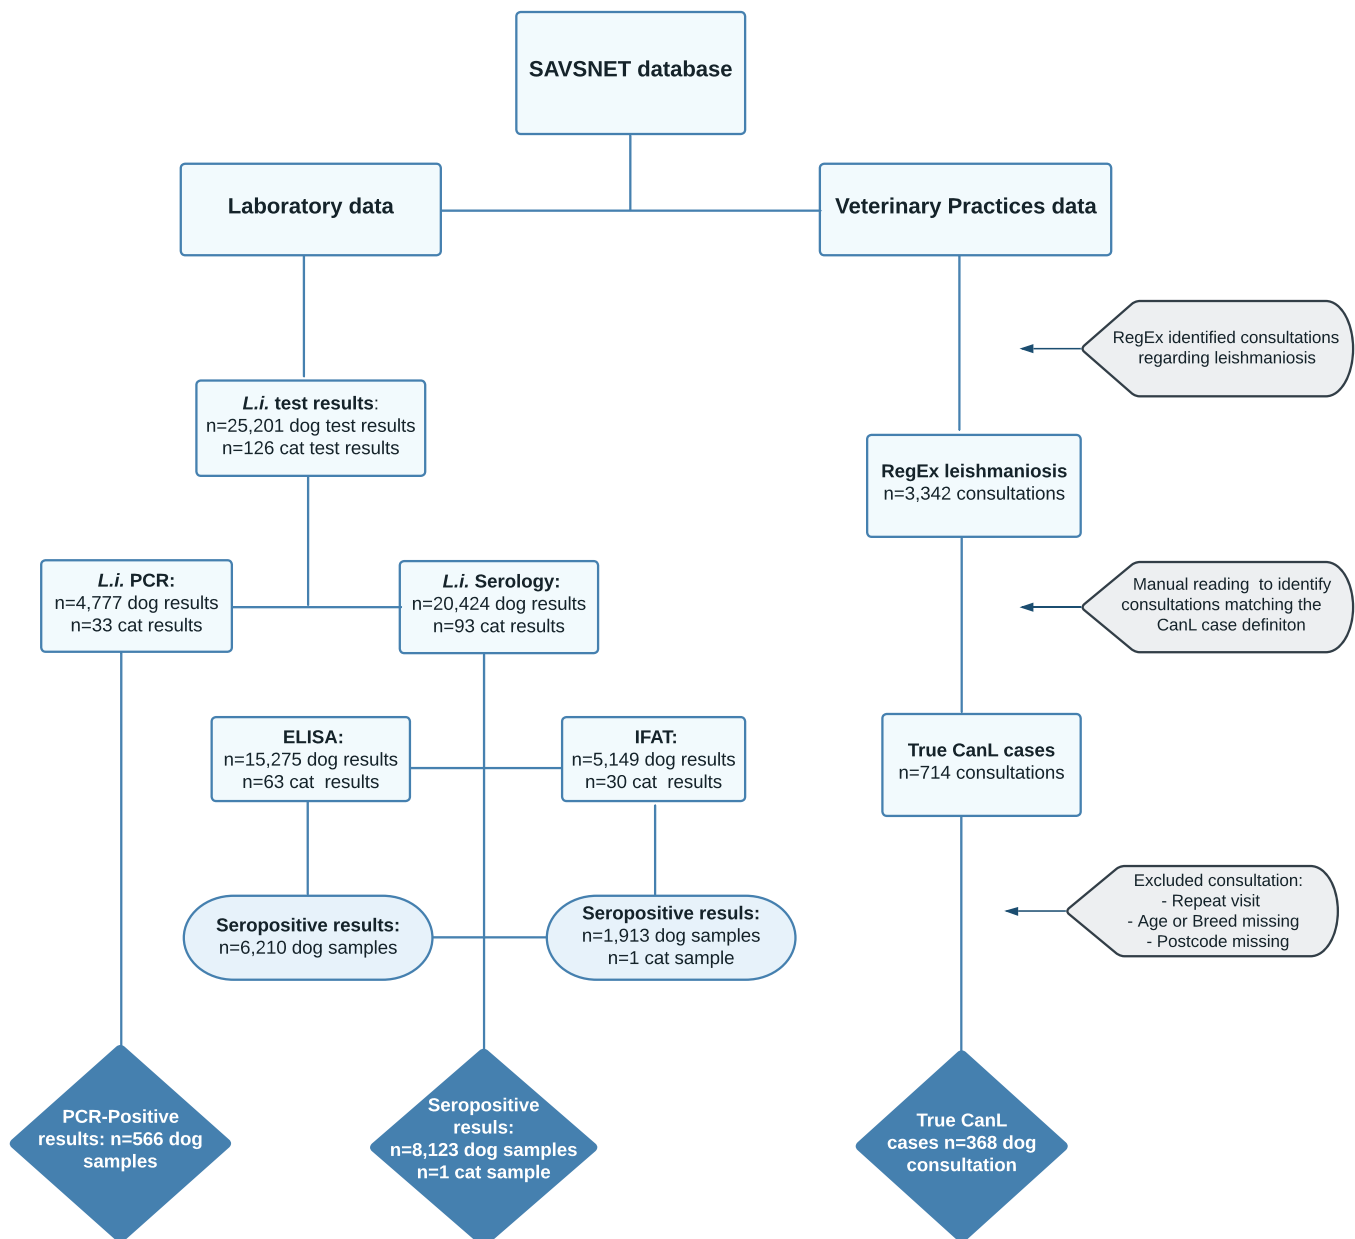 SAVSNET database
Laboratory data
Veterinary Practices data
RegEx identified consultations
regarding leishmaniosis
L.i. test results:
n=25,201 dog test results
n=126 cat test results
RegEx leishmaniosis
n=3,342 consultations
L.i. PCR:
n=4,777 dog results
n=33 cat results
L.i. Serology:
n=20,424 dog results
n=93 cat results
Manual reading  to identify
consultations matching the
CanL case definiton
ELISA:
n=15,275 dog results
n=63 cat  results
IFAT:
n=5,149 dog results
n=30 cat  results
True CanL cases
n=714 consultations
Seropositive results:
n=6,210 dog samples
Seropositive resuls:
n=1,913 dog samples
n=1 cat sample
Excluded consultation:
- Repeat visit
- Age or Breed missing
- Postcode missing
PCR-Positive
results: n=566 dog
samples
Seropositive
resuls:
n=8,123 dog samples
n=1 cat sample
True CanL
cases n=368 dog
consultation